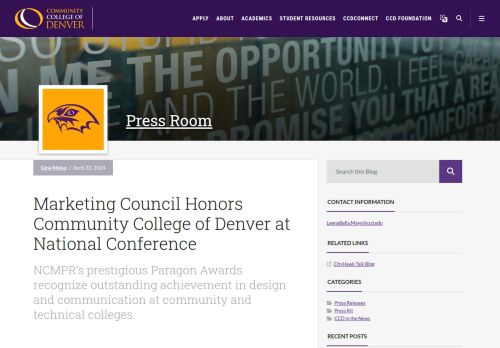 COMMUNITY
COLLEGE OF
DENVER
APPLY ABOUT ACADEMICS STUDENT RESOURCES CCDCONNECT CCD FOUNDATION
SO STUDENT
N ME THE OPPORTUNITY
AND THE WORLD. I FEEL
PROMISE YOU THAT A
Press Room
Gina Meiso / April 23, 2024
Marketing Council Honors
Community College of Denver at
National Conference
NCMPR's prestigious Paragon Awards
recognize outstanding achievement in design
and communication at community and
technical colleges.
Search this Blog
CONTACT INFORMATION
LeenaBella.Mayo@ccd.edu
RELATED LINKS
CityHawk Talk Blog
CATEGORIES
Press Releases
Press Kit
CCD in the News
RECENT POSTS